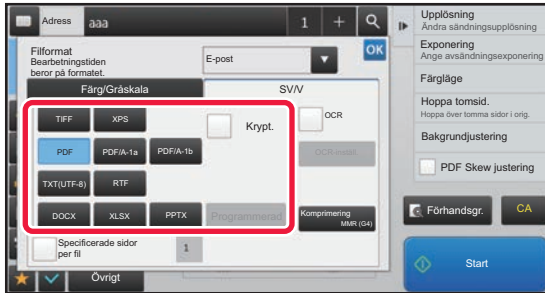 Adress
aaa
1
Filformat
Bearbetningstiden
beror på formatet.
E-post
OK
Färg/Gråskala
SV/V
TIFF
XPS
Krypt.
OCR
PDF
PDF/A-1a
PDF/A-1b
OCR-inställ.
TXT(UTF-8)
RTF
DOCX
XLSX
PPTX
Programmerad
Komprimering
MMR (G4)
Specificerade sidor
per fil
1
Övrigt
Upplösning
Ändra sändningsupplösning
Exponering
Ange avsändningsexponering
Färgläge
Hoppa tomsid.
Hoppa över tomma sidor i orig.
Bakgrundjustering
PDF Skew justering
Förhandsgr.
CA
Start